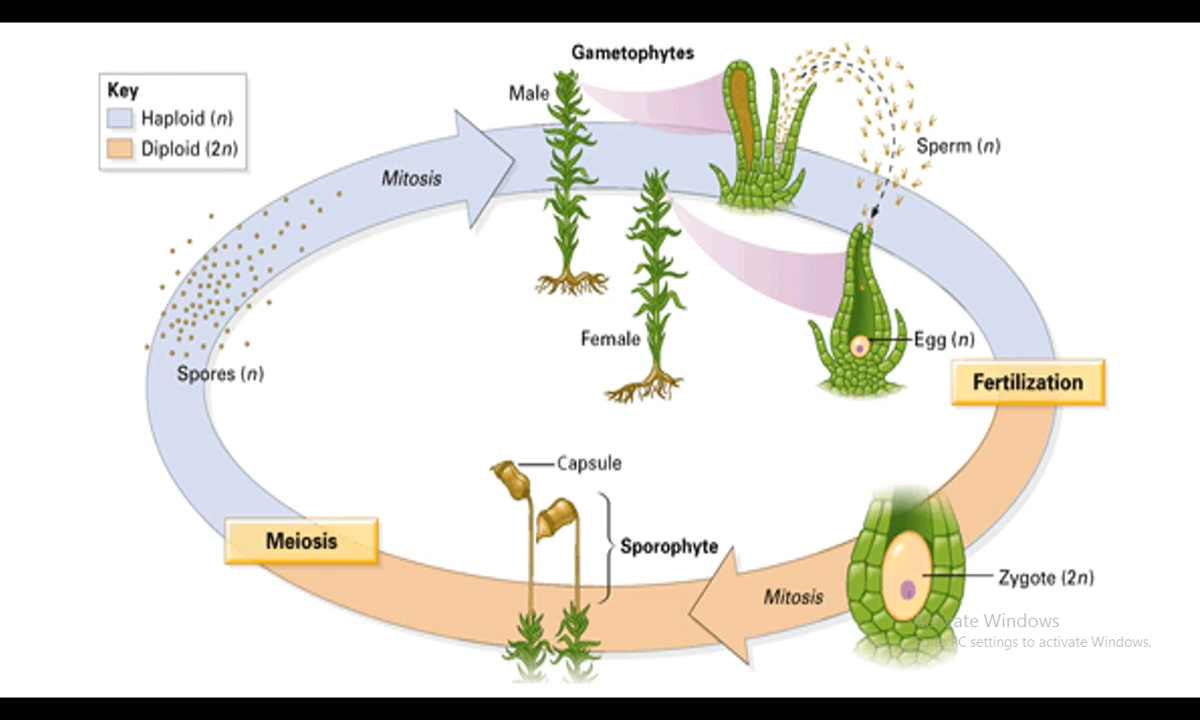 Gametophytes
Key
Haploid (n)
Diploid (2n)
Male
Sperm (n)
Mitosis
Female
Egg (n)
Spores (n)
Fertilization
Capsule
Meiosis
Sporophyte
Mitosis
Zygote (2n)
Windows
PC settings to activate Windows.